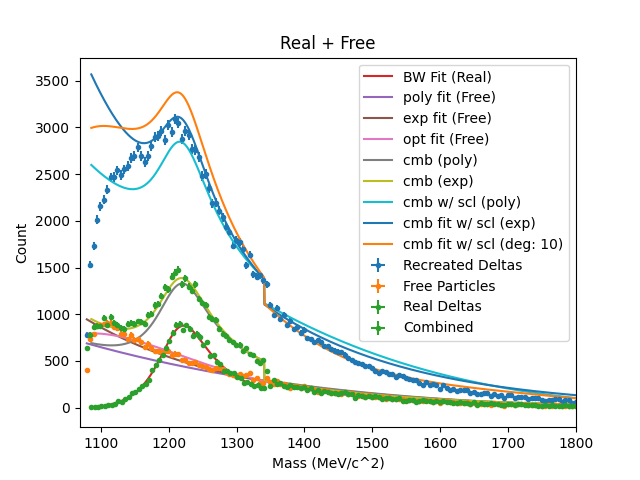 Real + Free
Count
3500
3000
2500
2000
1500
1000
500
0
BW Fit (Real)
poly fit (Free)
exp fit (Free)
opt fit (Free)
cmb (poly)
cmb (exp)
cmb w/ scl (poly)
cmb fit w/ scl (exp)
cmb fit w/ scl (deg: 10)
Recreated Deltas
Free Particles
Real Deltas
Combined
1100 1200 1300 1400 1500 1600 1700 1800
Mass (MeV/c^2)